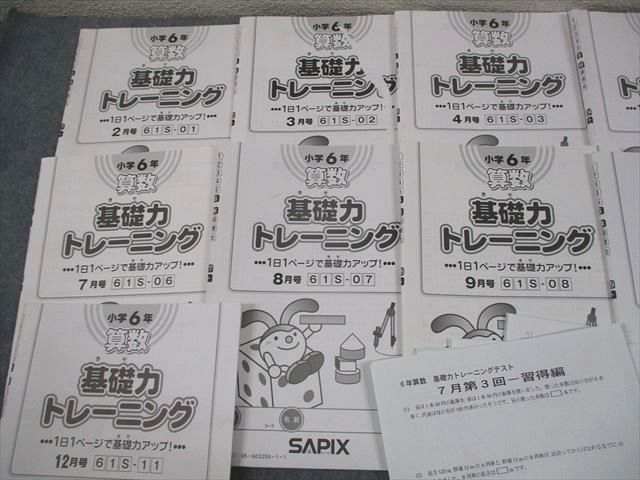 小学6年
算数
基礎力
トレーニング
1日1ページで基礎力アップ!
2月号 61S-01
小学6年
算数
基礎力
トレーニング
1日1ページで基礎力アップ!
3月号 61S-02
小学6年
算数
基礎力
トレーニング
1日1ページで基礎力アップ!
4月号 61S-03
小学6年
算数
基礎力
トレーニング
1日1ページで基礎力アップ!
7月号 61S-06
小学6年
算数
基礎力
トレーニング
1日1ページで基礎力アップ!
8月号 61S-07
コース
名前
SAPIX
小学6年
算数
基礎力
トレーニング
1日1ページで基礎力アップ!
9月号 61S-08
小学6年
算数
基礎力
トレーニング
1日1ページで基礎力アップ!
12月号 61S-11
6年算数 基礎力トレーニングテスト
7月第3回-習得編